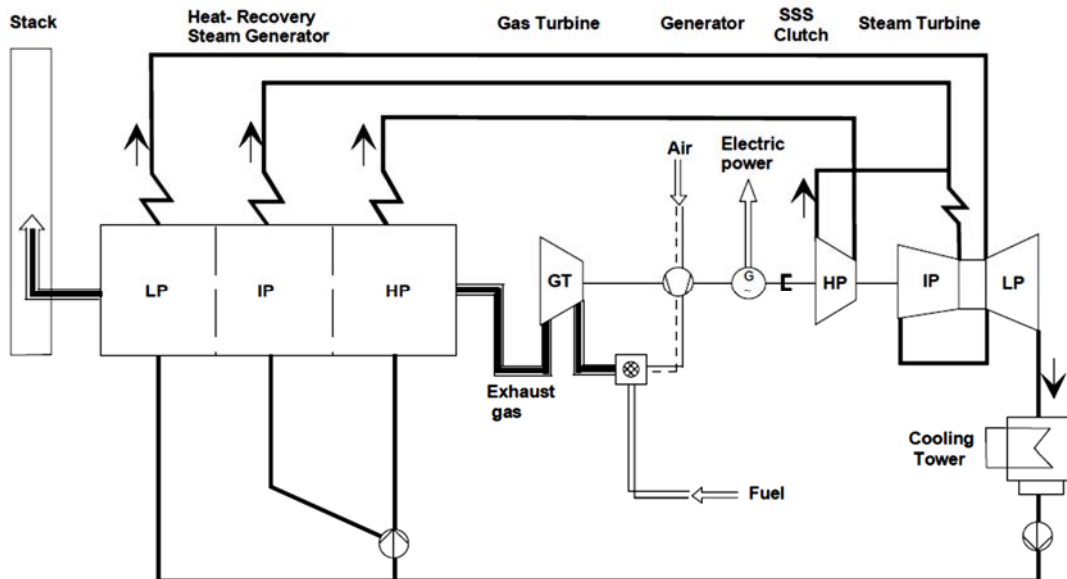 Stack
Heat- Recovery
Steam Generator
Gas Turbine
Generator
SSS
Clutch
Steam Turbine
Air
Electric
power
LP
IP
HP
GT
G
~
E
HP
IP
LP
Exhaust
gas
Cooling
Tower
Fuel